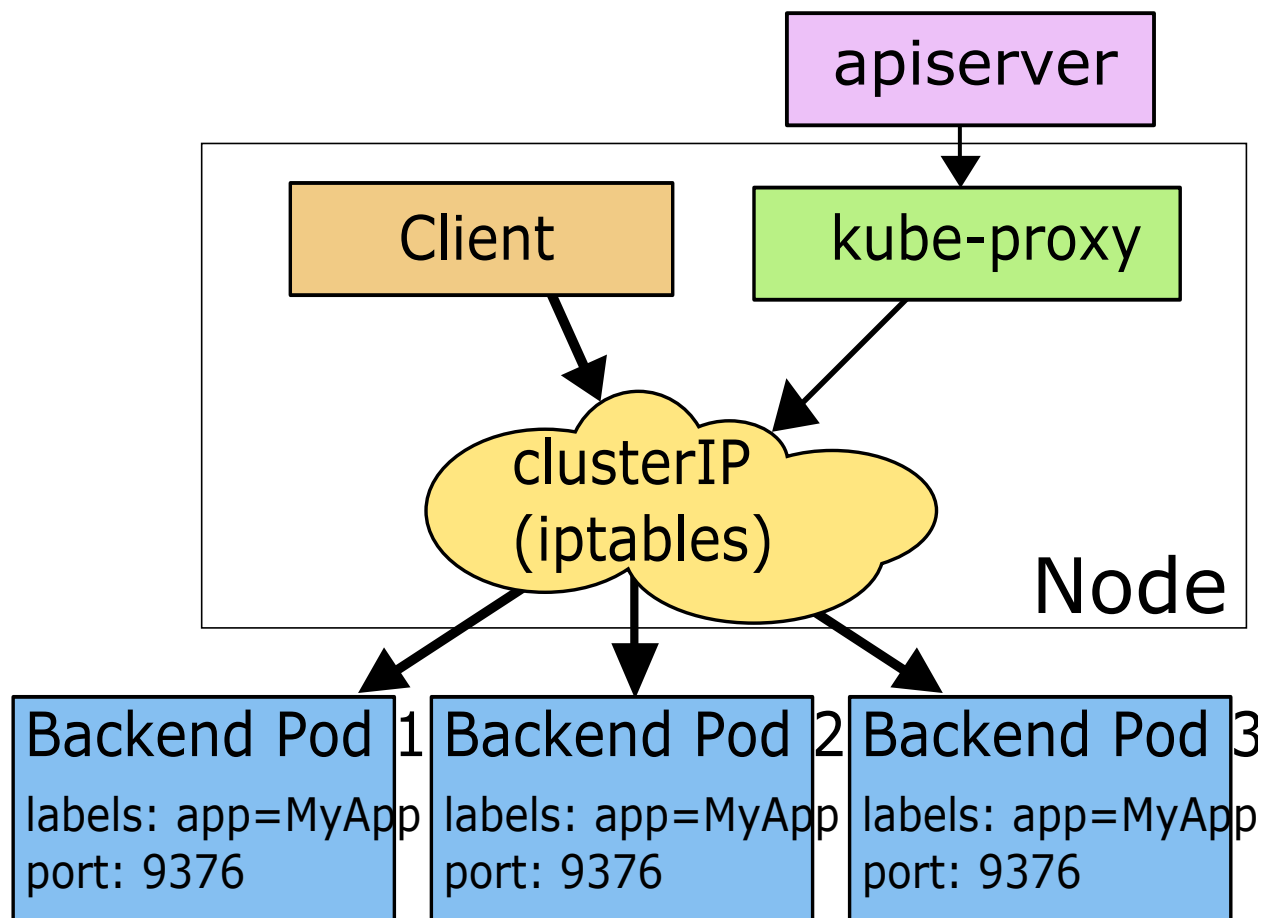 apiserver
Client
kube-proxy
clusterIP
(iptables)
Node
Backend Pod 1
labels: app=MyApp
port: 9376
Backend Pod 2
labels: app=MyApp
port: 9376
Backend Pod 3
labels: app=MyApp
port: 9376